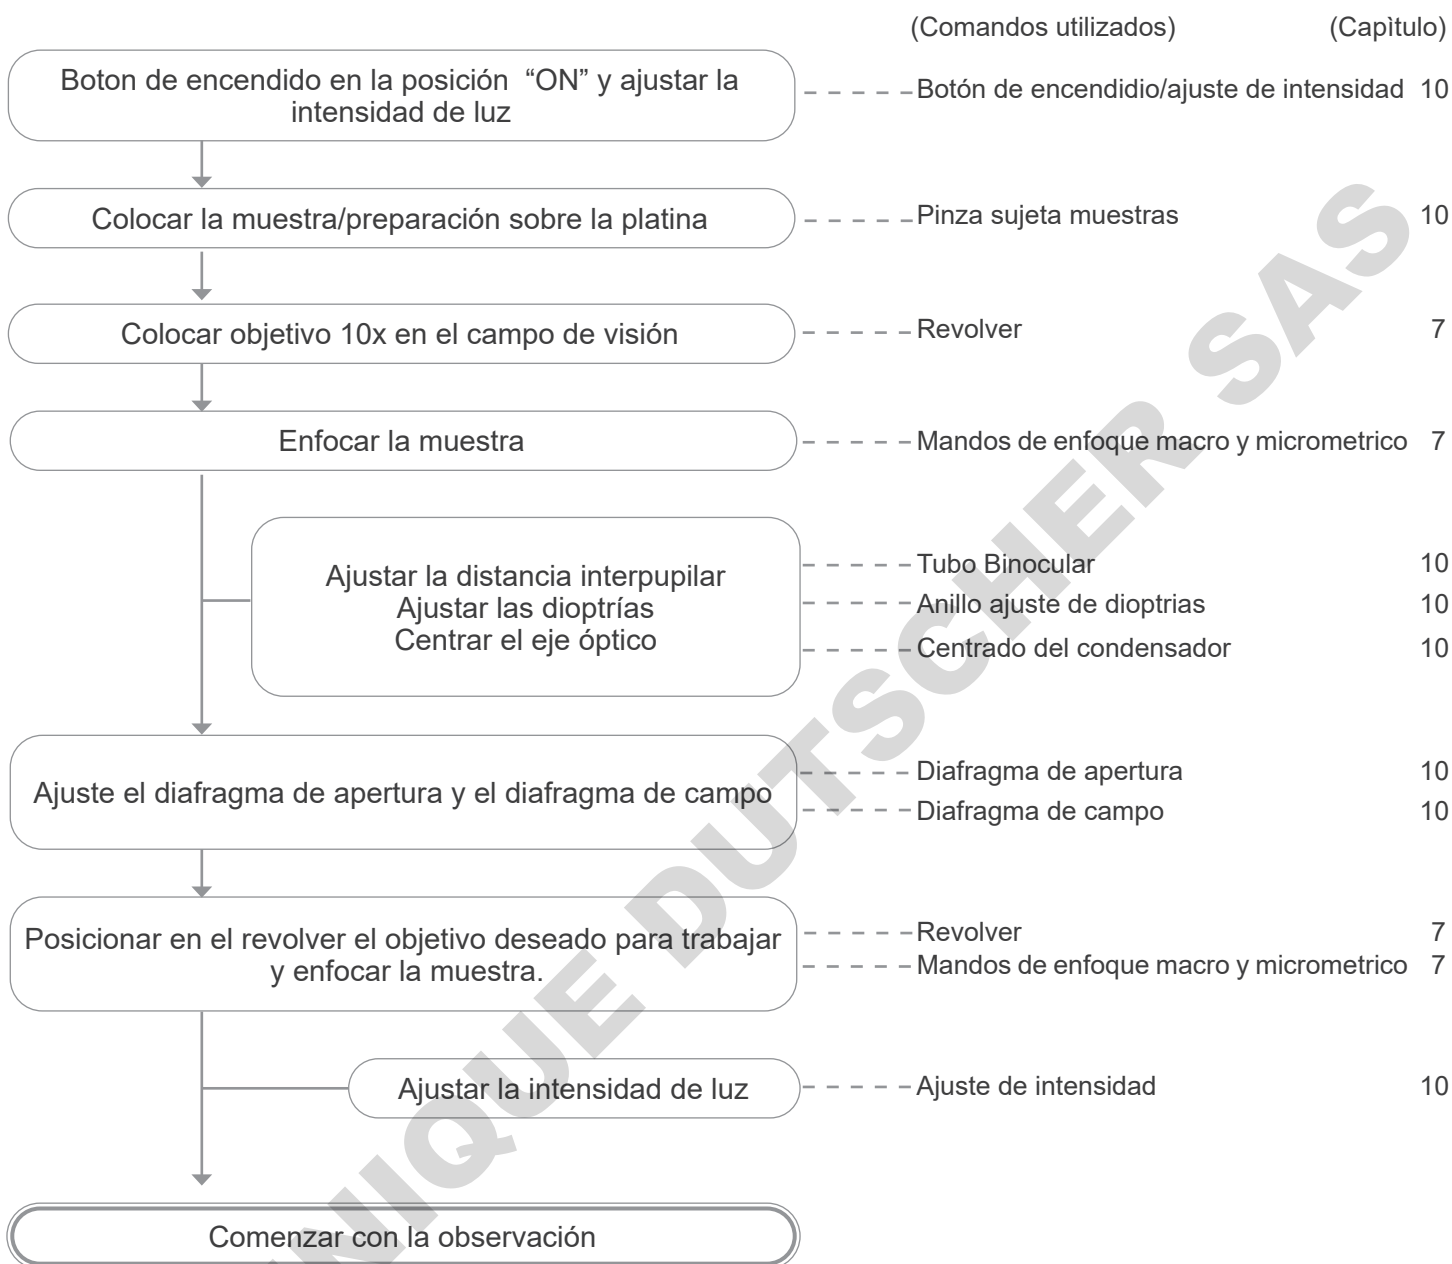 (Comandos utilizados) (Capìtulo)
Boton de encendido en la posición “ON” y ajustar la
intensidad de luz
Botón de encendidio/ajuste de intensidad 10
Colocar la muestra/preparación sobre la platina
Pinza sujeta muestras 10
Colocar objetivo 10x en el campo de visión
Revolver 7
Enfocar la muestra
Mandos de enfoque macro y micrometrico 7
Ajustar la distancia interpupilar
Ajustar las dioptrías
Centrar el eje óptico
Tubo Binocular 10
Anillo ajuste de dioptrias 10
Centrado del condensador 10
Ajuste el diafragma de apertura y el diafragma de campo
Diafragma de apertura 10
Diafragma de campo 10
Posicionar en el revolver el objetivo deseado para trabajar
y enfocar la muestra.
Revolver 7
Mandos de enfoque macro y micrometrico 7
Ajustar la intensidad de luz
Ajuste de intensidad 10
Comenzar con la observación
NIQUE DUTSCHER SAS